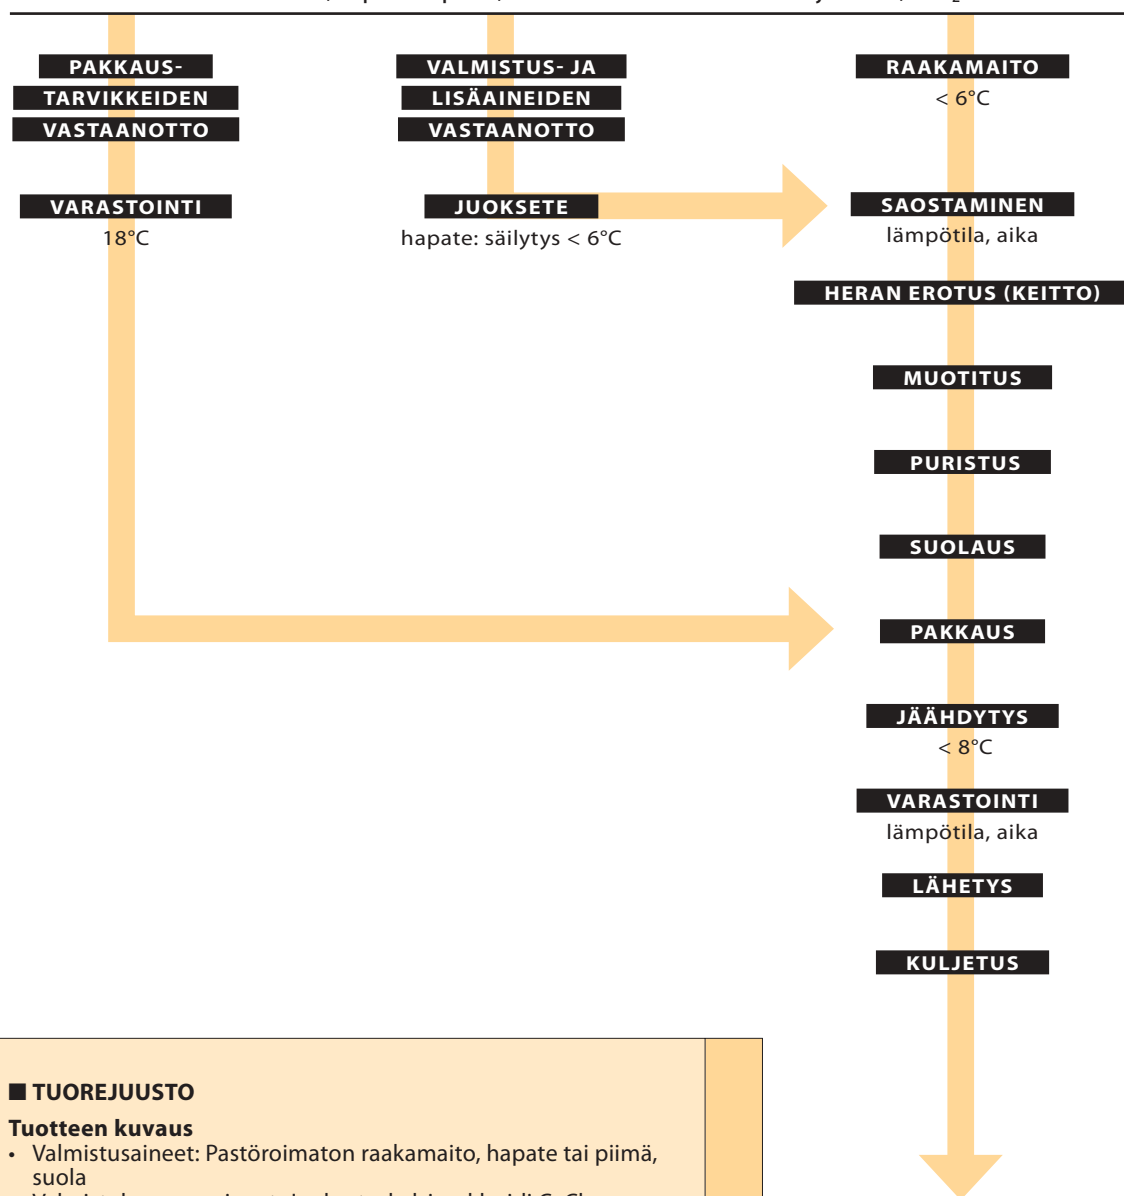 PAKKAUS-
TARVIKKEIDEN
VASTAANOTTO
VARASTOINTI
18°C
VALMISTUS- JA
LISÄAINEIDEN
VASTAANOTTO
JUOKSETE
hapate: säilytys < 6°C
RAAKAMAITO
< 6°C
SAOSTAMINEN
lämpötila, aika
HERAN EROTUS (KEITTO)
MUOTITUS
PURISTUS
SUOLAUS
PAKKAUS
JÄÄHDYTYS
< 8°C
VARASTOINTI
lämpötila, aika
LÄHETYS
KULJETUS
■ TUOREJUUSTO
Tuotteen kuvaus
• Valmistusaineet: Pastöroimaton raakamaito, hapate tai piimä,
suola